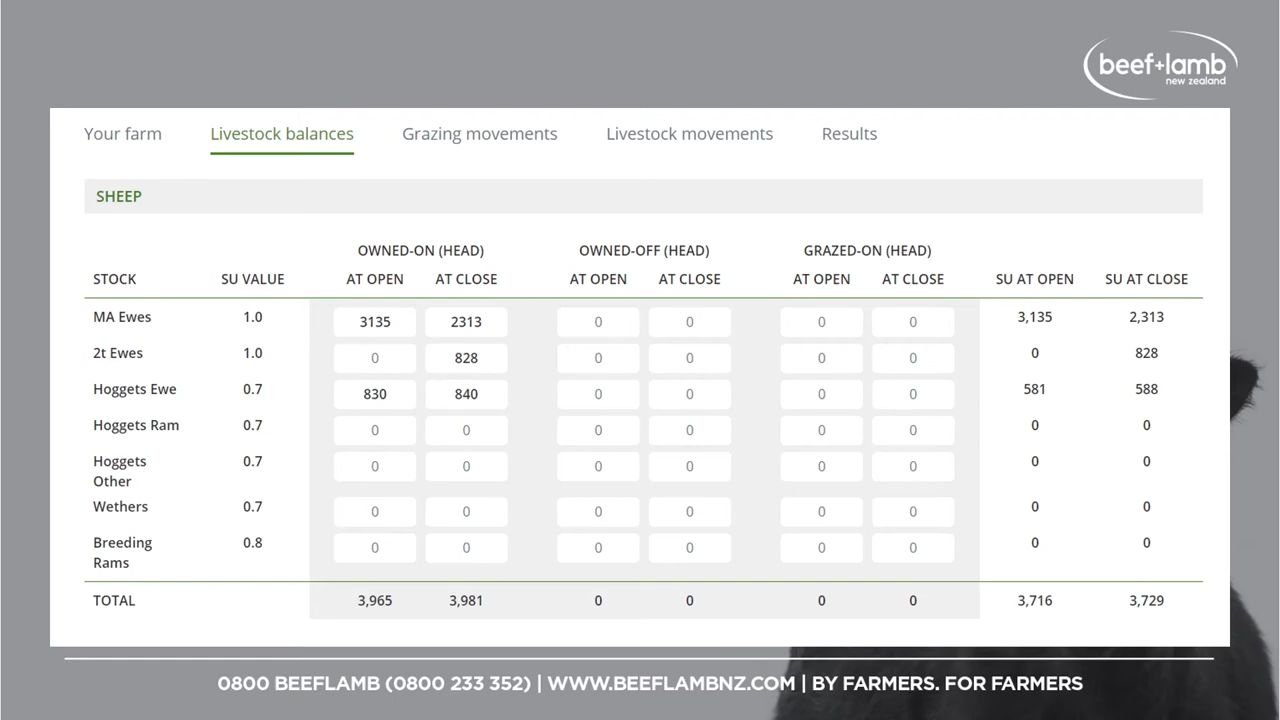 beef+lamb
new zealand
Your farm Livestock balances Grazing movements Livestock movements Results
SHEEP
OWNED-ON (HEAD) OWNED-OFF (HEAD) GRAZED-ON (HEAD)
STOCK SU VALUE AT OPEN AT CLOSE AT OPEN AT CLOSE AT OPEN AT CLOSE SU AT OPEN SU AT CLOSE
MA Ewes 1.0 3135 2313 0 0 0 0 3,135 2,313
2t Ewes 1.0 0 828 0 0 0 0 0 828
Hoggets Ewe 0.7 830 840 0 0 0 0 581 588
Hoggets Ram 0.7 0 0 0 0 0 0 0 0
Hoggets Other 0.7 0 0 0 0 0 0 0 0
Wethers 0.7 0 0 0 0 0 0 0 0
Breeding Rams 0.8 0 0 0 0 0 0 0 0
TOTAL 3,965 3,981 0 0 0 0 3,716 3,729
0800 BEEFLAMB (0800 233 352) | WWW.BEEFLAMBNZ.COM | BY FARMERS. FOR FARMERS